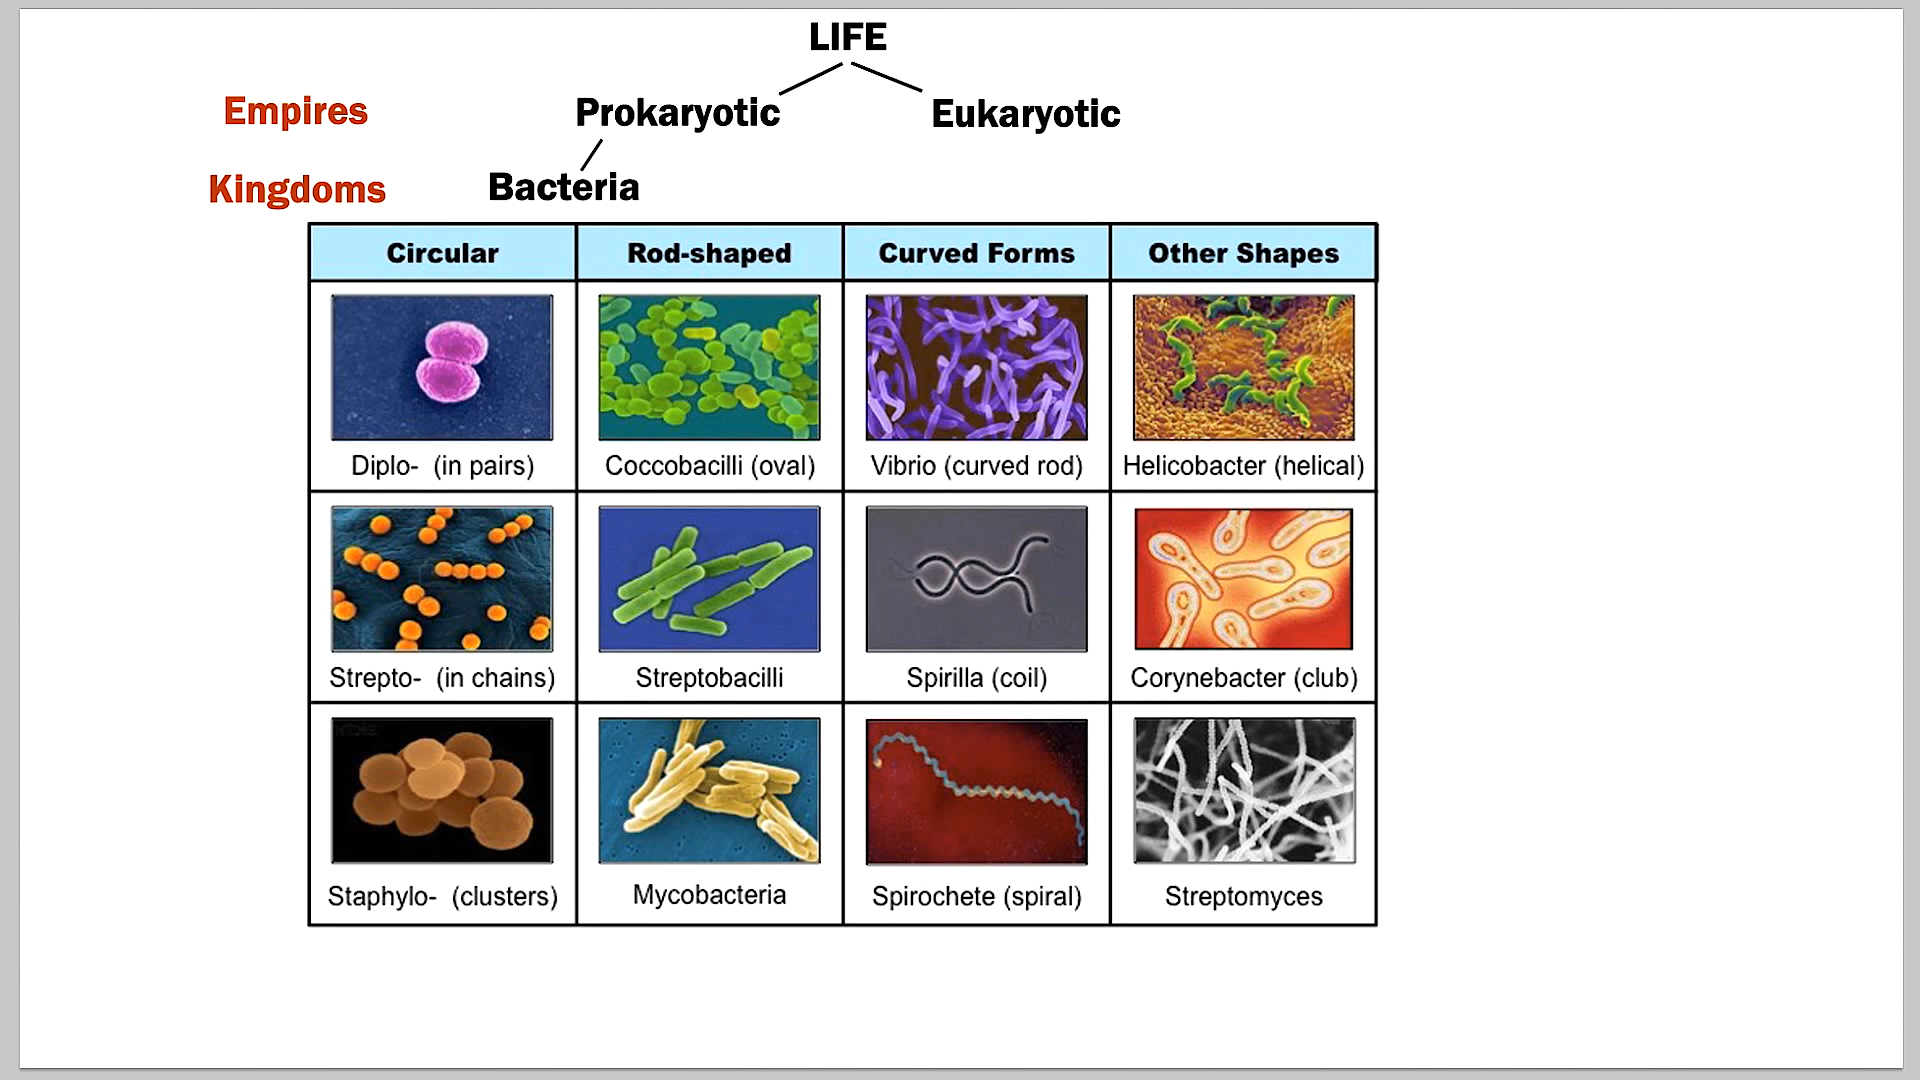 LIFE
Empires Prokaryotic Eukaryotic
Kingdoms Bacteria
Circular Rod-shaped Curved Forms Other Shapes
Diplo- (in pairs) Coccobacilli (oval) Vibrio (curved rod) Helicobacter (helical)
Strepto- (in chains) Streptobacilli Spirilla (coil) Corynebacter (club)
Staphylo- (clusters) Mycobacteria Spirochete (spiral) Streptomyces